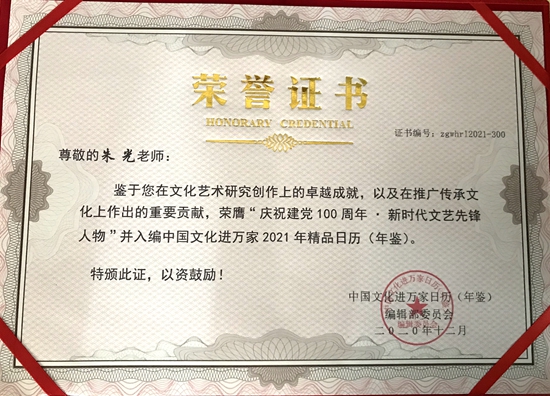 荣誉证书
HONORARY CREDENTIAL
证书编号：zgwhrl2021-300
尊敬的朱 光老师：
鉴于您在文化艺术研究创作上的卓越成就，以及在推广传承文
化上作出的重要贡献，荣膺“庆祝建党100周年·新时代文艺先锋
人物”并入编中国文化进万家2021年精品日历（年鉴）。
特颁此证，以资鼓励！
中国文化进万家日历（年鉴）
编辑部委员会
二〇二〇年十二月